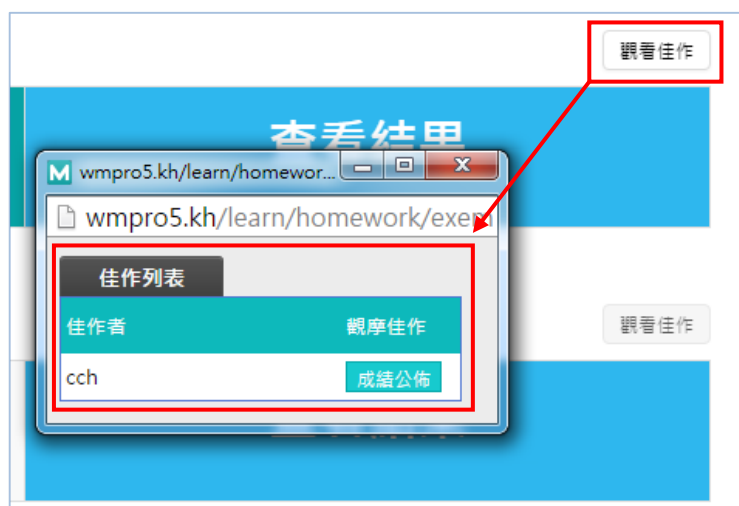 觀看佳作
查看結果
wmpro5.kh/learn/homewor...
wmpro5.kh/learn/homework/exem
佳作列表
佳作者
觀摩佳作
觀看佳作
cch
成績公佈